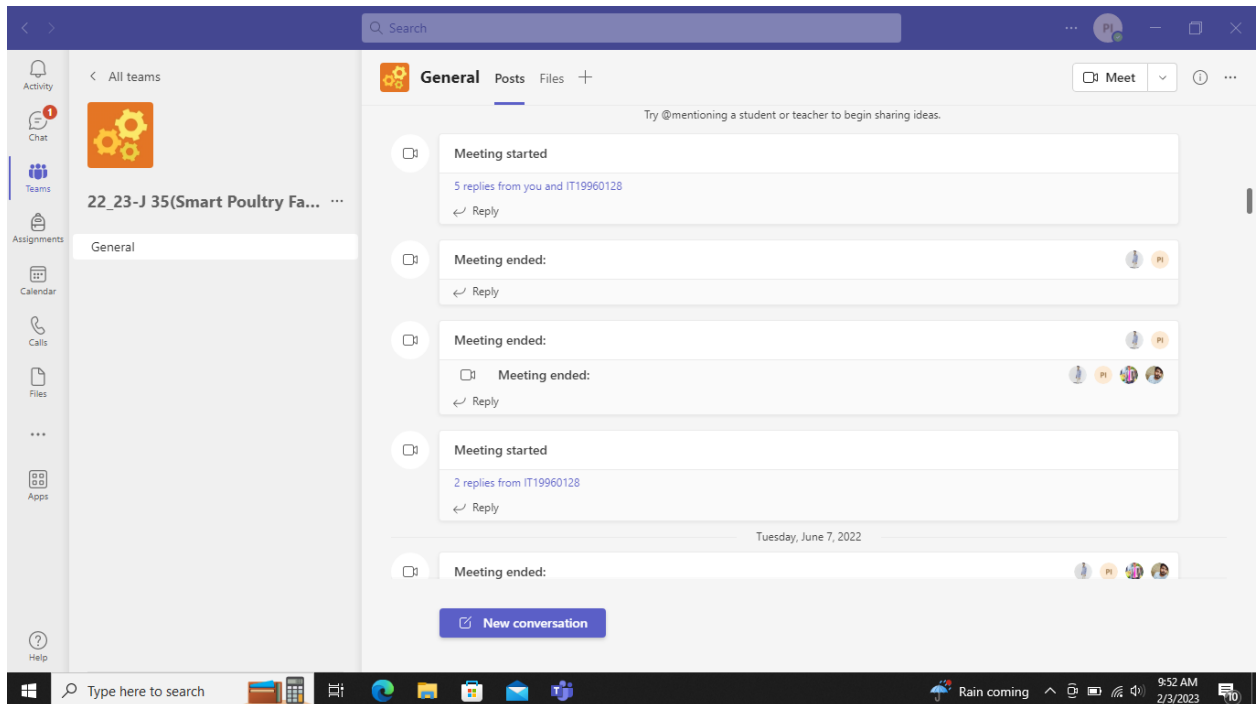 Search
PI
Activity
Chat
1
Teams
Assignments
Calendar
Calls
Files
Apps
Help
All teams
22_23-J 35(Smart Poultry Fa...
General
General Posts Files
Meet
Try @mentioning a student or teacher to begin sharing ideas.
Meeting started
5 replies from you and IT19960128
Reply
Meeting ended:
PI
Reply
Meeting ended:
PI
Meeting ended:
PI
Reply
Meeting started
2 replies from IT19960128
Reply
Tuesday, June 7, 2022
Meeting ended:
PI
New conversation
Type here to search
Rain coming
9:52 AM
2/3/2023
10